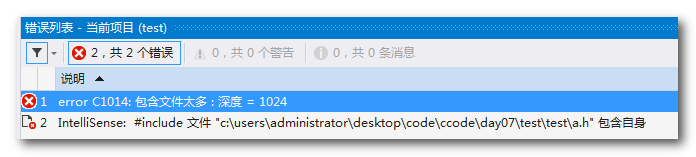 错误列表 - 当前项目 (test)
2，共 2 个错误 0，共 0 个警告 0，共 0 条消息
说明
1 error C1014: 包含文件太多 : 深度 = 1024
2 IntelliSense: #include 文件 "c:\users\administrator\desktop\code\ccode\day07\test\test\a.h" 包含自身